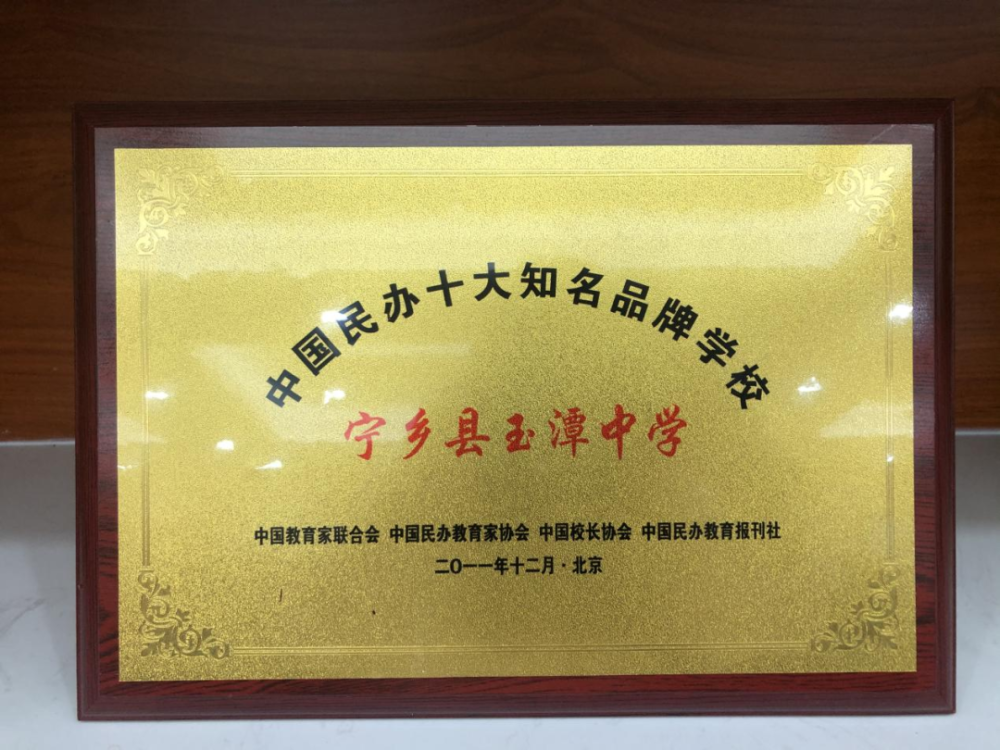 中国民办十大知名品牌学校
宁乡县玉潭中学
中国教育家联合会 中国民办教育家协会 中国校长协会 中国民办教育报刊社
二〇一一年十二月·北京